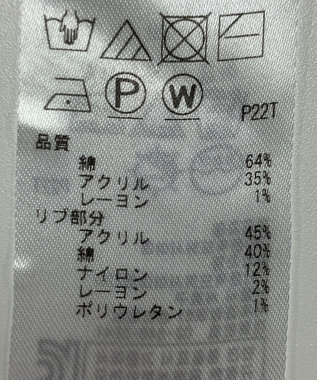 P W
P22T
品質
綿 64%
アクリル 35%
レーヨン 1%
リブ部分
アクリル 45%
綿 40%
ナイロン 12%
レーヨン 2%
ポリウレタン 1%